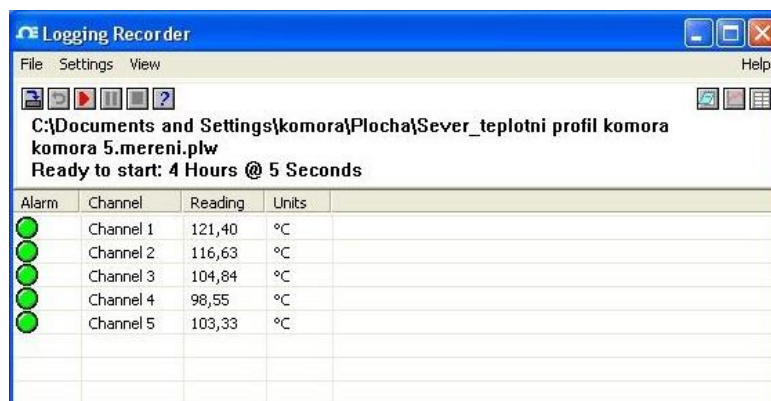 Logging Recorder
File Settings View Help
C:\Documents and Settings\komora\Plocha\Sever_teplotni profil komora
komora 5.mereni.plw
Ready to start: 4 Hours @ 5 Seconds
Alarm Channel Reading Units
Channel 1 121,40 °C
Channel 2 116,63 °C
Channel 3 104,84 °C
Channel 4 98,55 °C
Channel 5 103,33 °C